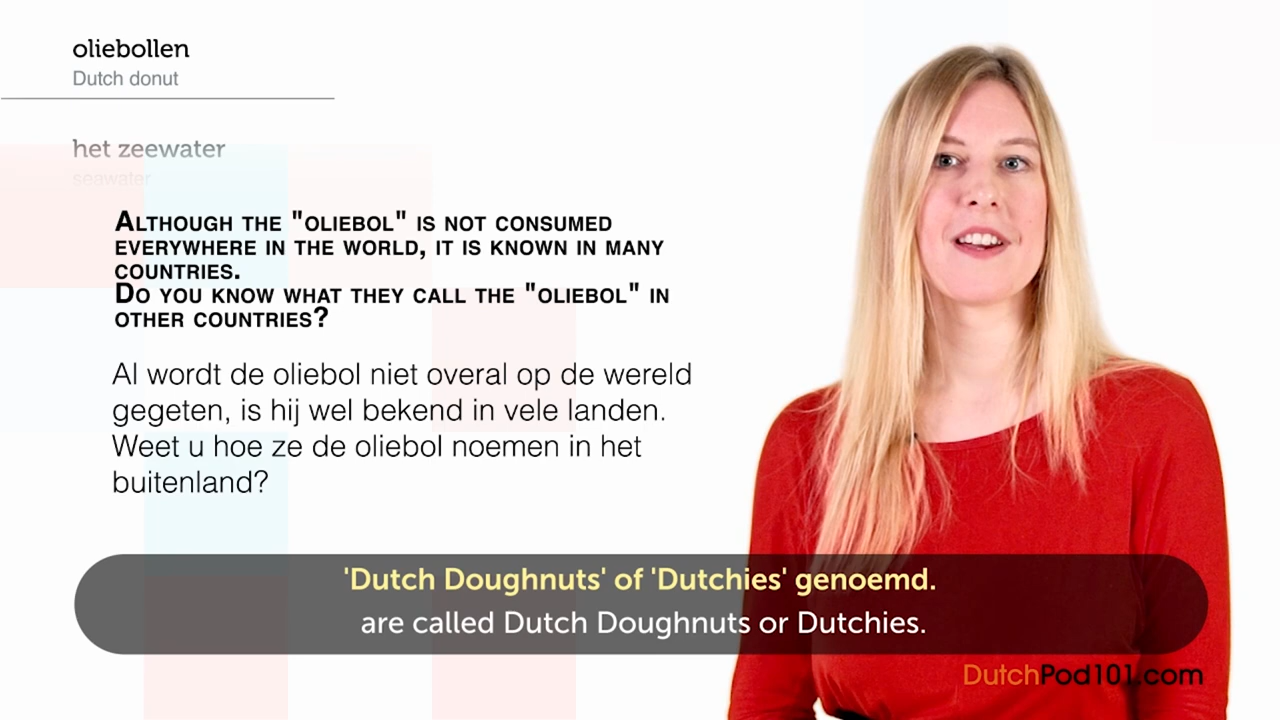 oliebollen
Dutch donut
het zeewater
seawater
ALTHOUGH THE "OLIEBOL" IS NOT CONSUMED
EVERYWHERE IN THE WORLD, IT IS KNOWN IN MANY
COUNTRIES.
DO YOU KNOW WHAT THEY CALL THE "OLIEBOL" IN
OTHER COUNTRIES?
Al wordt de oliebol niet overal op de wereld
gegeten, is hij wel bekend in vele landen.
Weet u hoe ze de oliebol noemen in het
buitenland?
'Dutch Doughnuts' of 'Dutchies' genoemd.
are called Dutch Doughnuts or Dutchies.
DutchPod101.com